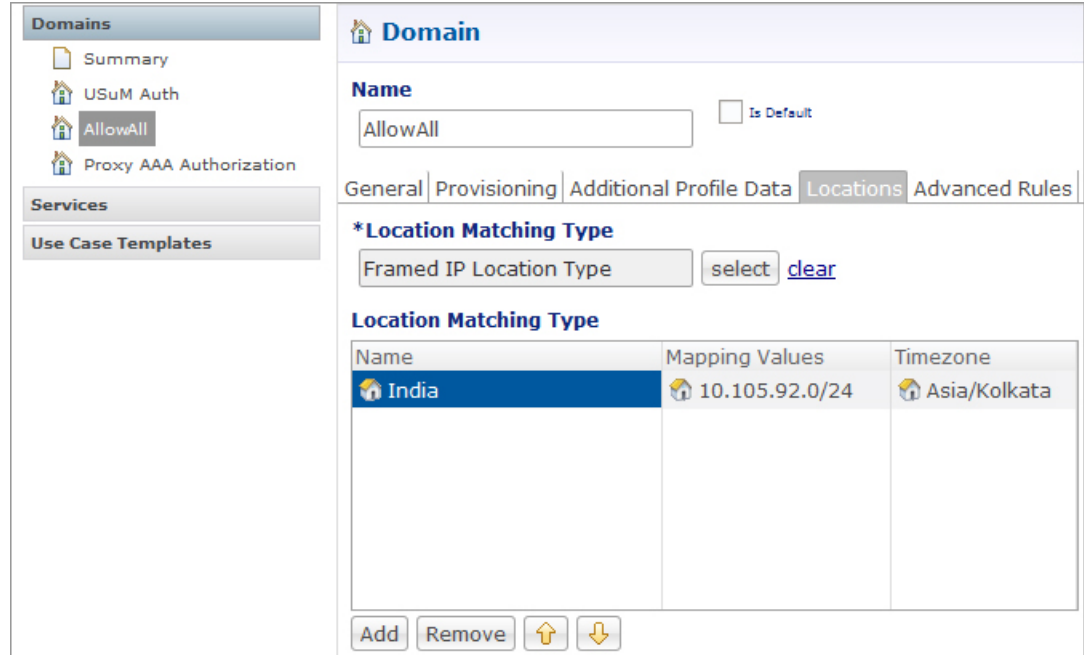 Domains
Summary
USuM Auth
AllowAll
Proxy AAA Authorization
Services
Use Case Templates
Domain
Name
AllowAll
Is Default
General Provisioning Additional Profile Data Locations Advanced Rules
*Location Matching Type
Framed IP Location Type select clear
Location Matching Type
Name Mapping Values Timezone
India 10.105.92.0/24 Asia/Kolkata
Add Remove